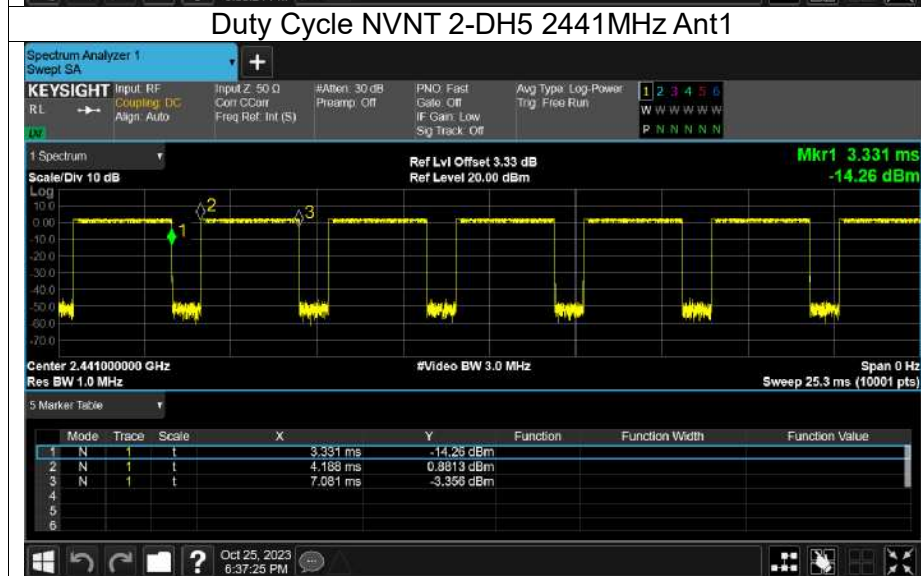 Duty Cycle NVNT 2-DH5 2441MHz Ant1
Spectrum Analyzer 1
Swept SA
+
KEYSIGHT Input: RF Input Z: 50 Ω #Atten: 30 dB PNO: Fast Avg Type: Log-Power 1 2 3 4 5 6
RL Coupling: DC Corr CCorr Preamp: Off Gate: Off Trig: Free Run W W W W W W
Align: Auto Freq Ref: Int (S) IF Gain: Low
Sig Track: Off P N N N N N
1 Spectrum
Ref Lvl Offset 3.33 dB Mkr1 3.331 ms
Scale/Div 10 dB Ref Level 20.00 dBm -14.26 dBm
Log
10.0
0.00
-10.0
-20.0
-30.0
-40.0
-50.0
-60.0
-70.0
1
2
3
Center 2.441000000 GHz #Video BW 3.0 MHz Span 0 Hz
Res BW 1.0 MHz Sweep 25.3 ms (10001 pts)
5 Marker Table
Mode Trace Scale X Y Function Function Width Function Value
1 N 1 t 3.331 ms -14.26 dBm
2 N 1 t 4.188 ms 0.8813 dBm
3 N 1 t 7.081 ms -3.356 dBm
4
5
6
? Oct 25, 2023
6:37:25 PM